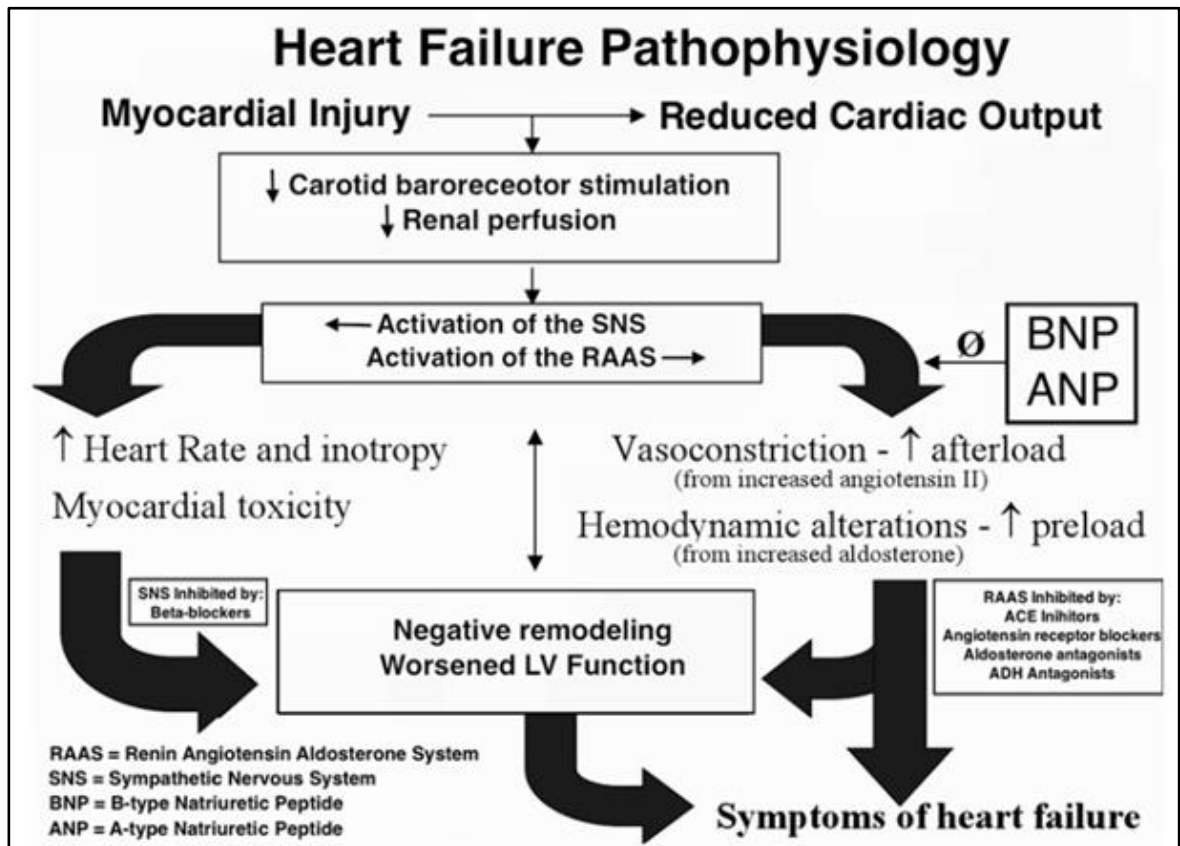 Heart Failure Pathophysiology
Myocardial Injury → Reduced Cardiac Output
↓ Carotid baroreceotor stimulation
↓ Renal perfusion
← Activation of the SNS
Activation of the RAAS →
Ø
BNP
ANP
↑ Heart Rate and inotropy
Myocardial toxicity
Vasoconstriction - ↑ afterload
(from increased angiotensin II)
Hemodynamic alterations - ↑ preload
(from increased aldosterone)
SNS Inhibited by:
Beta-blockers
Negative remodeling
Worsened LV Function
RAAS Inhibited by:
ACE Inihitors
Angiotensin receptor blockers
Aldosterone antagonists
ADH Antagonists
RAAS = Renin Angiotensin Aldosterone System
SNS = Sympathetic Nervous System
BNP = B-type Natriuretic Peptide
ANP = A-type Natriuretic Peptide
Symptoms of heart failure